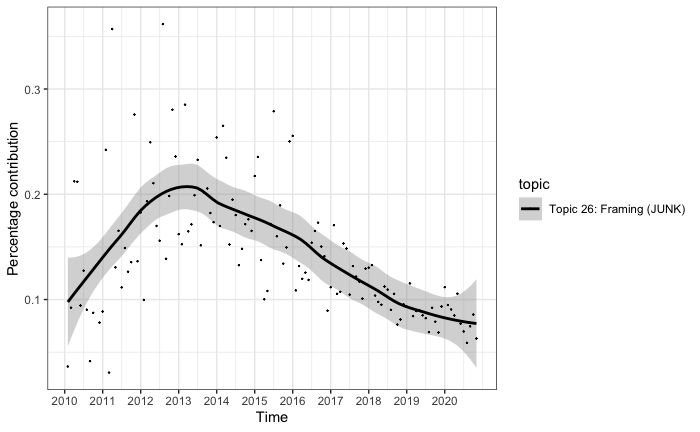 Percentage contribution
0.3
0.2
0.1
2010 2011 2012 2013 2014 2015 2016 2017 2018 2019 2020
Time
topic
Topic 26: Framing (JUNK)